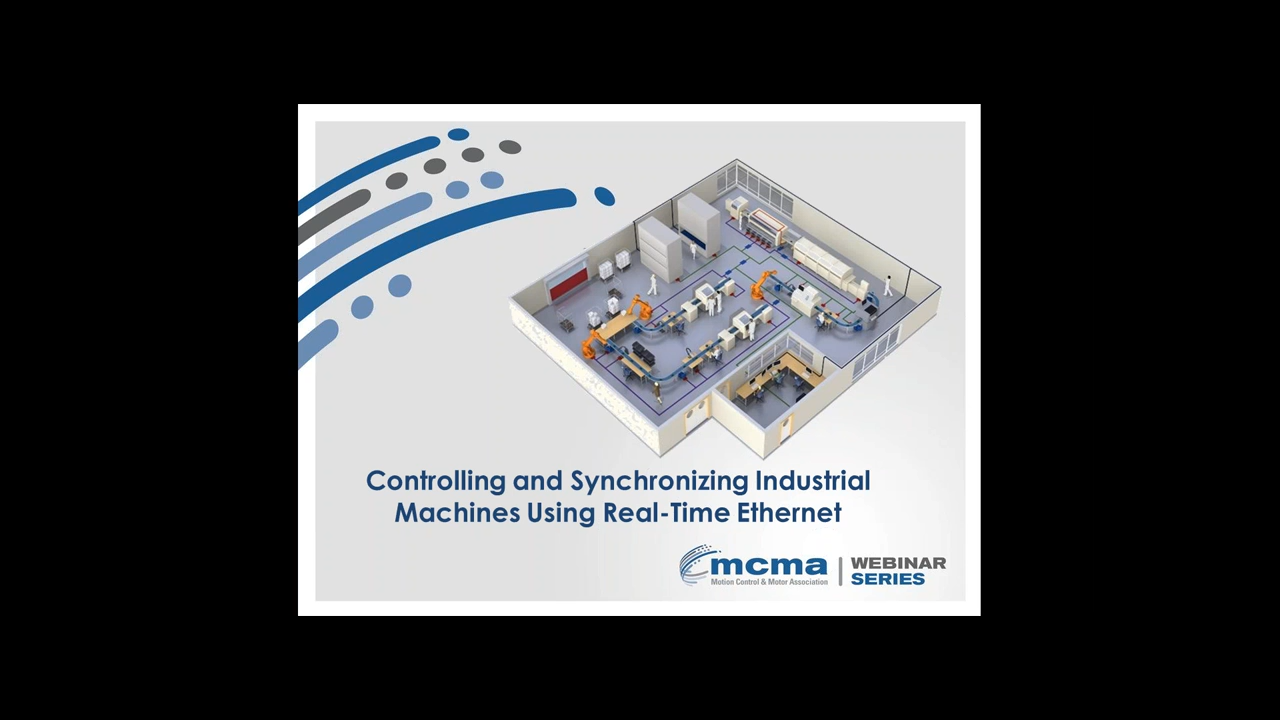 Controlling and Synchronizing Industrial
Machines Using Real-Time Ethernet
mcma
Motion Control & Motor Association
WEBINAR
SERIES